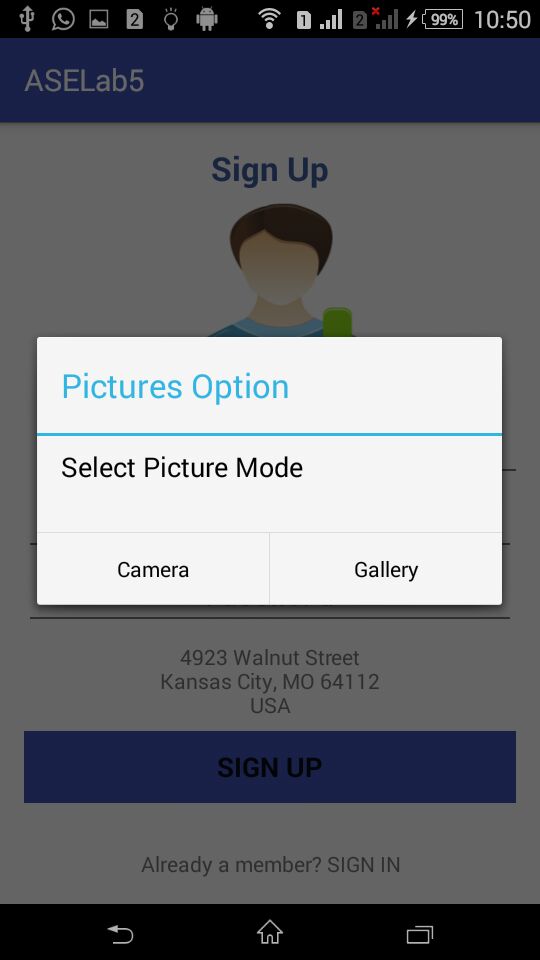 1 2 99% 10:50
ASELab5
Sign Up
Pictures Option
Select Picture Mode
Camera Gallery
4923 Walnut Street
Kansas City, MO 64112
USA
SIGN UP
Already a member? SIGN IN